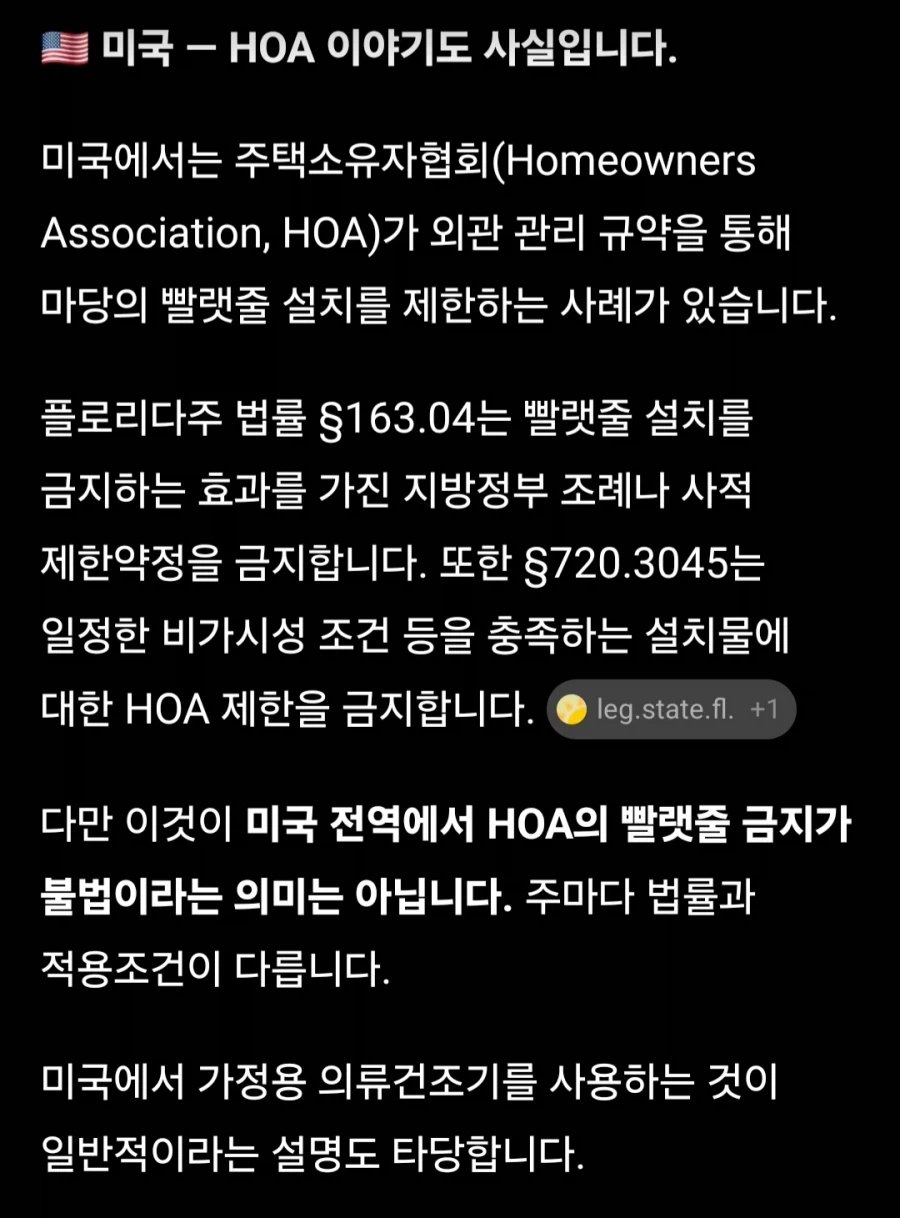 🇺🇸 미국 — HOA 이야기도 사실입니다.
미국에서는 주택소유자협회(Homeowners
Association, HOA)가 외관 관리 규약을 통해
마당의 빨랫줄 설치를 제한하는 사례가 있습니다.
플로리다주 법률 §163.04는 빨랫줄 설치를
금지하는 효과를 가진 지방정부 조례나 사적
제한약정을 금지합니다. 또한 §720.3045는
일정한 비가시성 조건 등을 충족하는 설치물에
대한 HOA 제한을 금지합니다. leg.state.fl. +1
다만 이것이 미국 전역에서 HOA의 빨랫줄 금지가
불법이라는 의미는 아닙니다. 주마다 법률과
적용조건이 다릅니다.
미국에서 가정용 의류건조기를 사용하는 것이
일반적이라는 설명도 타당합니다.